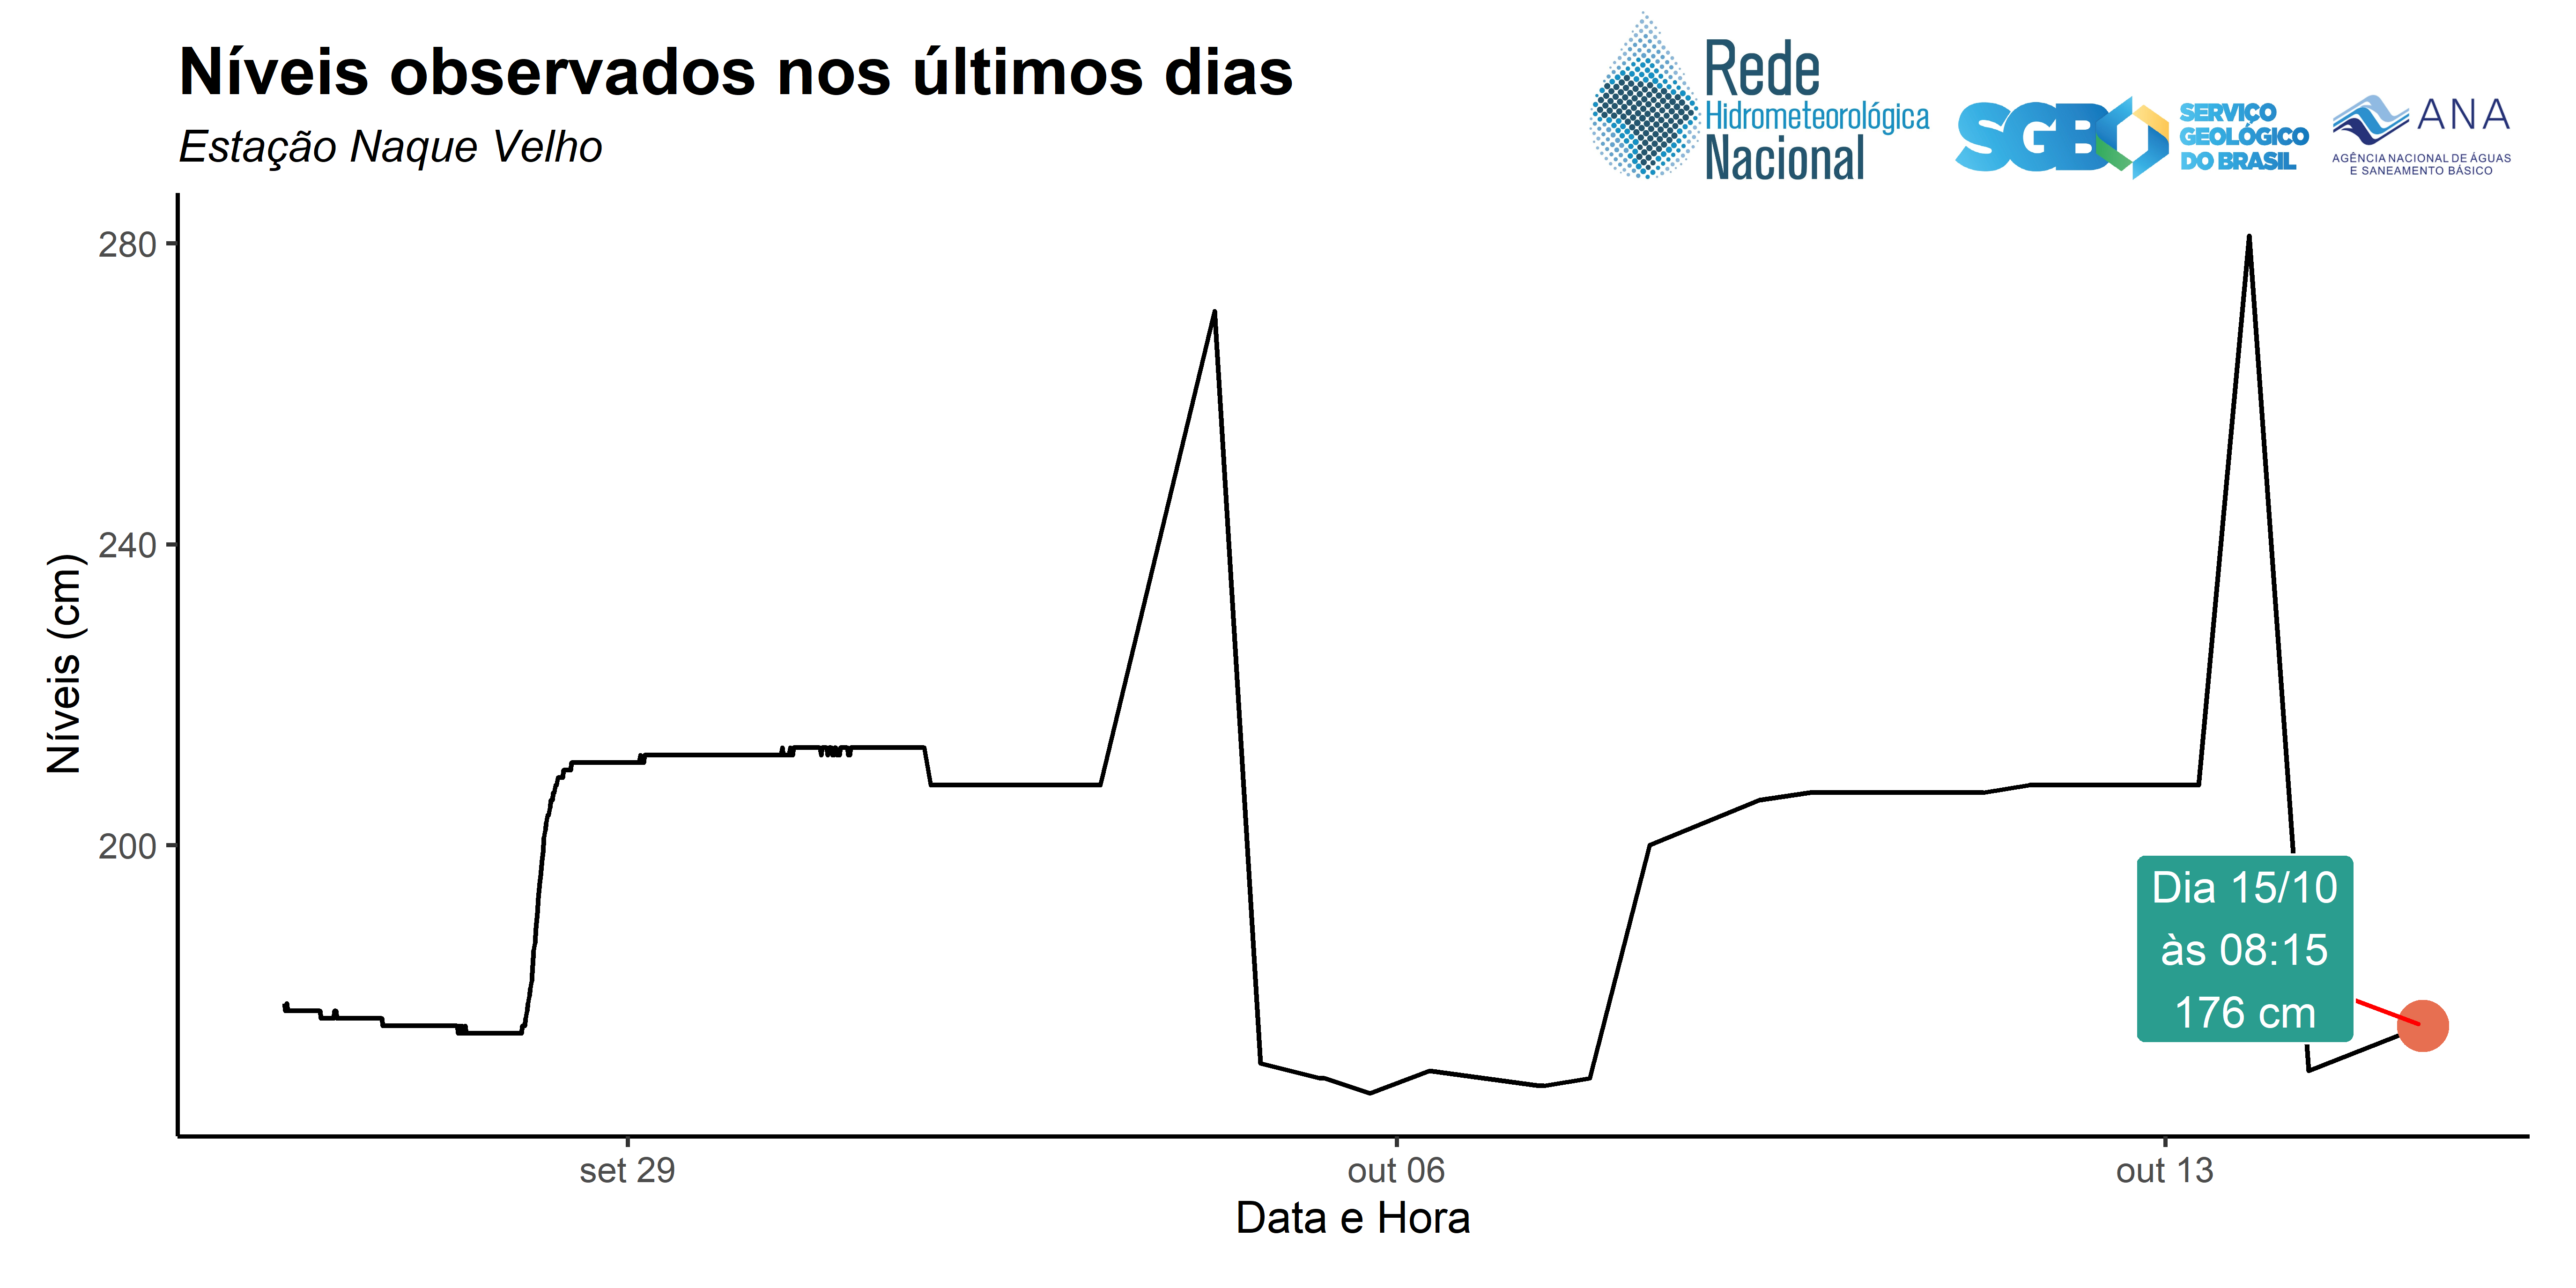 Níveis observados nos últimos dias
Estação Naque Velho
Rede
Hidrometeorológica
Nacional
SGB
SERVIÇO
GEOLÓGICO
DO BRASIL
ANA
AGÊNCIA NACIONAL DE ÁGUAS
E SANEAMENTO BÁSICO
280
240
200
Níveis (cm)
Dia 15/10
às 08:15
176 cm
set 29
out 06
out 13
Data e Hora